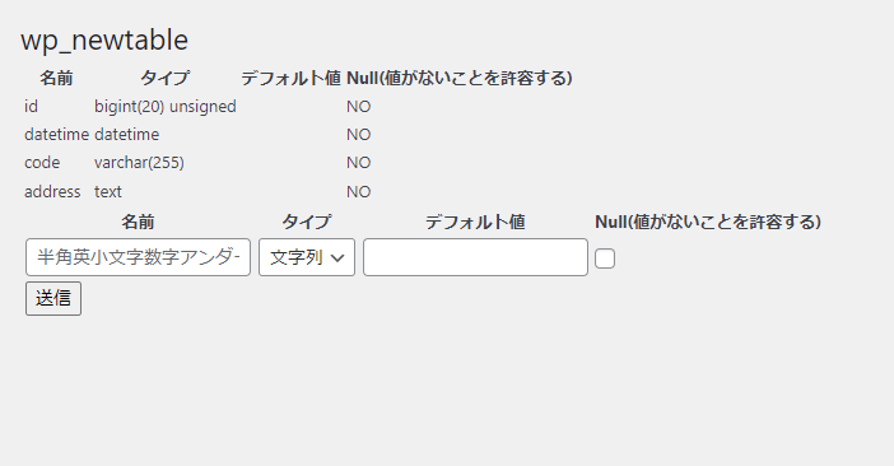 wp_newtable
名前 タイプ デフォルト値 Null(値がないことを許容する)
id bigint(20) unsigned NO
datetime datetime NO
code varchar(255) NO
address text NO
名前 タイプ デフォルト値 Null(値がないことを許容する)
半角英小文字数字アンダー 文字列
送信